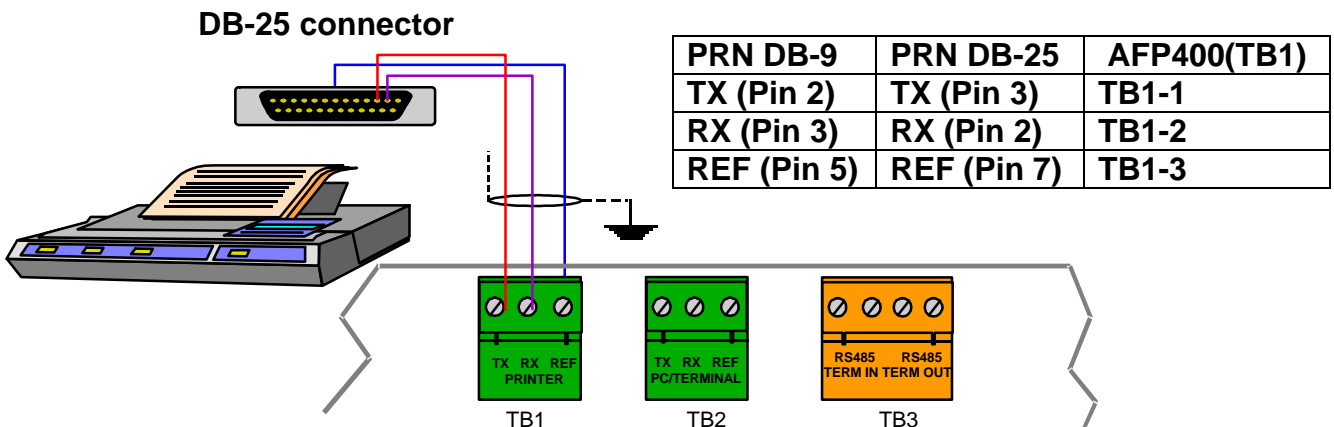 DB-25 connector
PRN DB-9 PRN DB-25 AFP400(TB1)
TX (Pin 2) TX (Pin 3) TB1-1
RX (Pin 3) RX (Pin 2) TB1-2
REF (Pin 5) REF (Pin 7) TB1-3
TX RX REF
PRINTER
TB1
TX RX REF
PC/TERMINAL
TB2
RS485 RS485
TERM IN TERM OUT
TB3